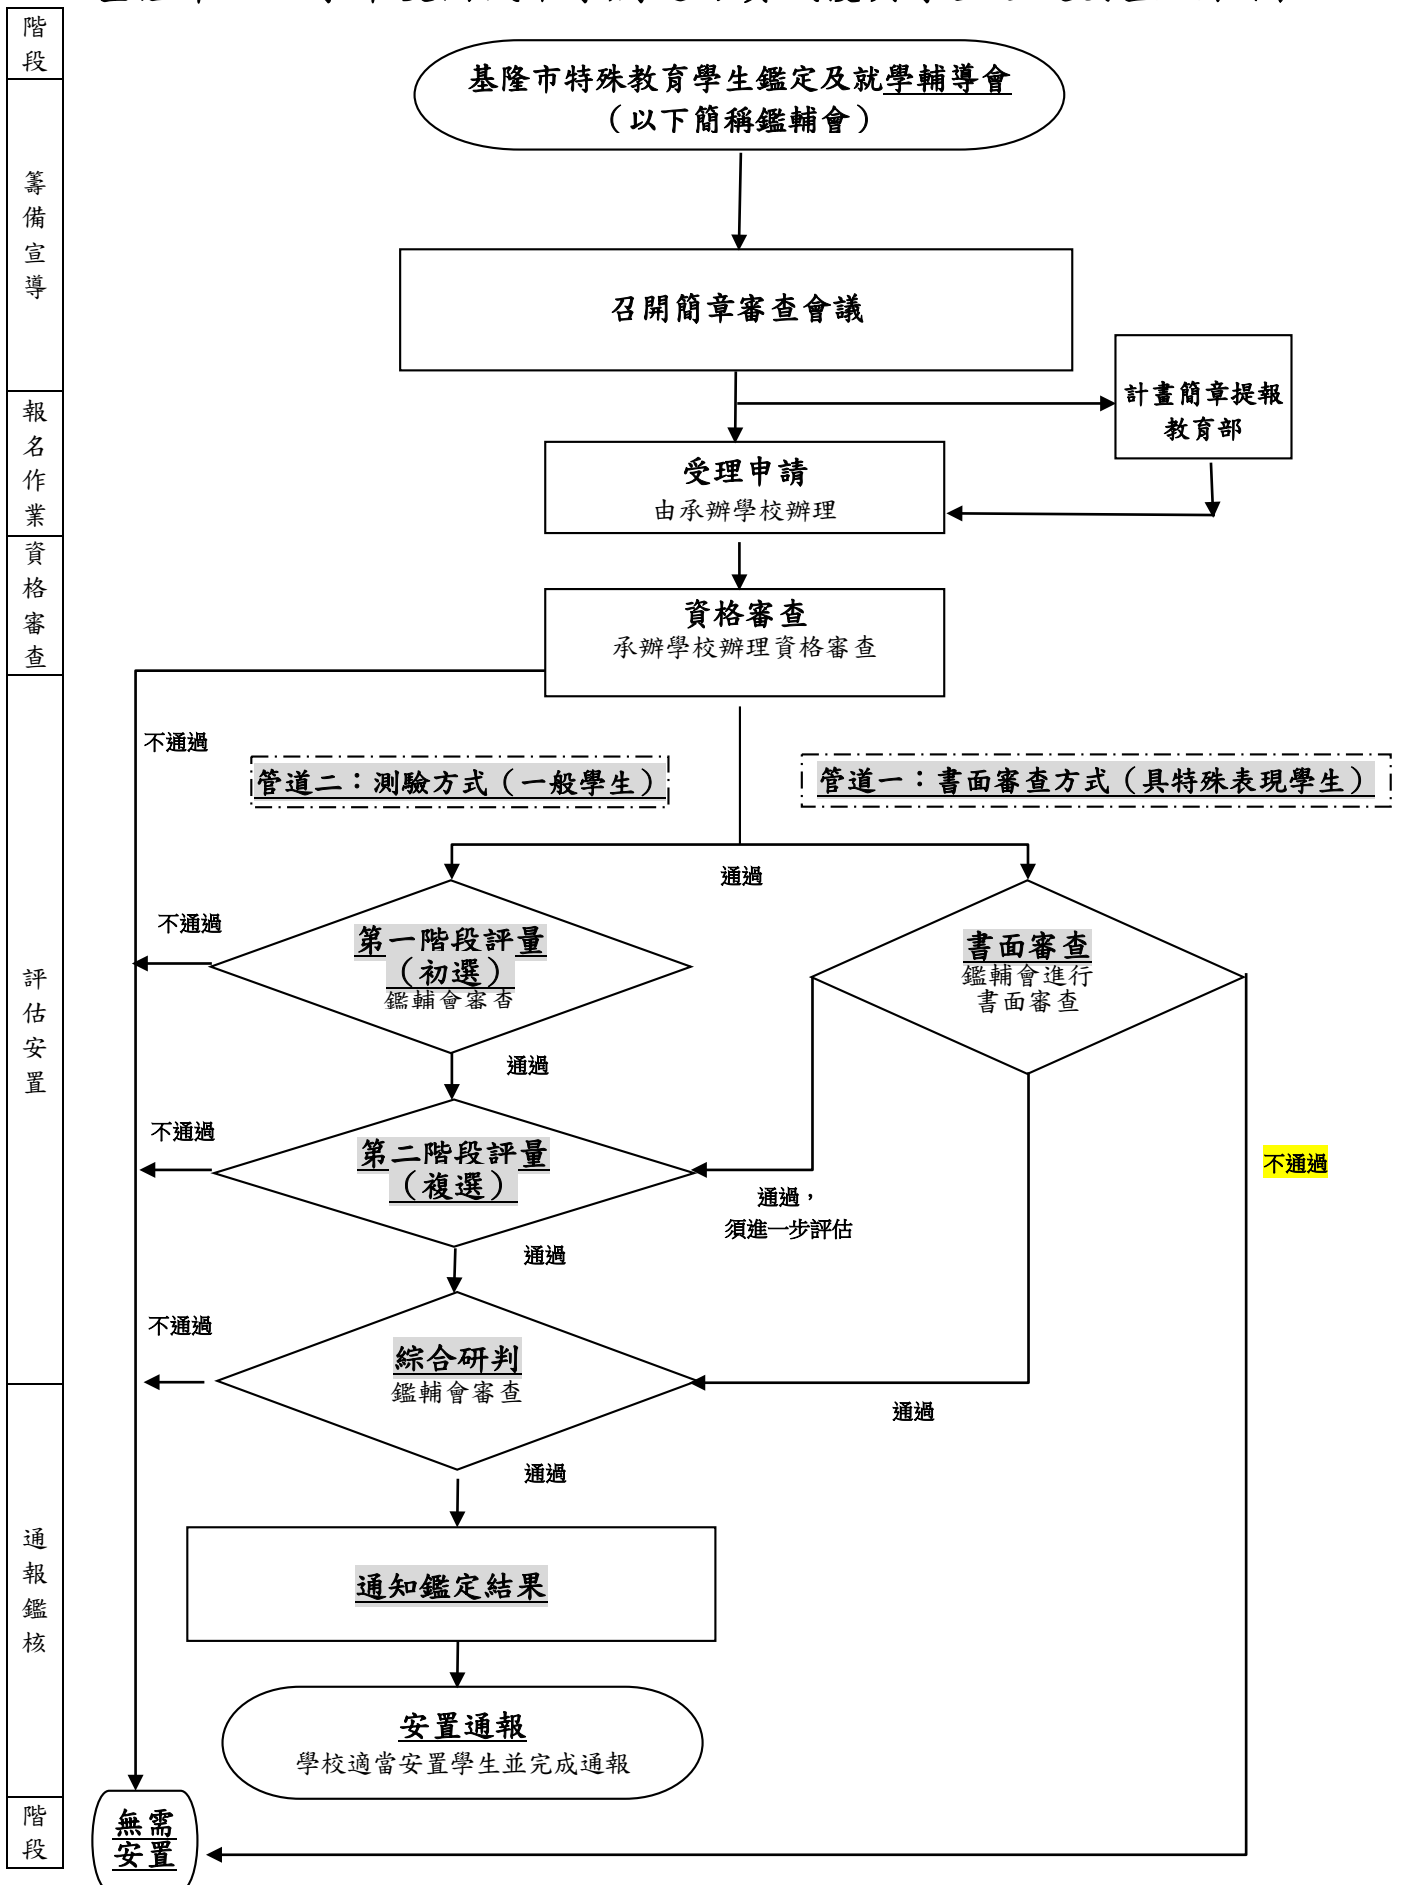 階
段
基隆市特殊教育學生鑑定及就學輔導會
（以下簡稱鑑輔會）
籌
備
宣
導
召開簡章審查會議
計畫簡章提報
教育部
報
名
作
業
受理申請
由承辦學校辦理
資
格
審
查
資格審查
承辦學校辦理資格審查
不通過
管道二：測驗方式（一般學生）
管道一：書面審查方式（具特殊表現學生）
通過
評
估
安
置
不通過
第一階段評量
（初選）
鑑輔會審查
書面審查
鑑輔會進行
書面審查
通過
不通過
第二階段評量
（複選）
通過，
須進一步評估
不通過
通過
不通過
綜合研判
鑑輔會審查
通過
通過
通
報
鑑
核
通知鑑定結果
安置通報
學校適當安置學生並完成通報
階
段
無需
安置